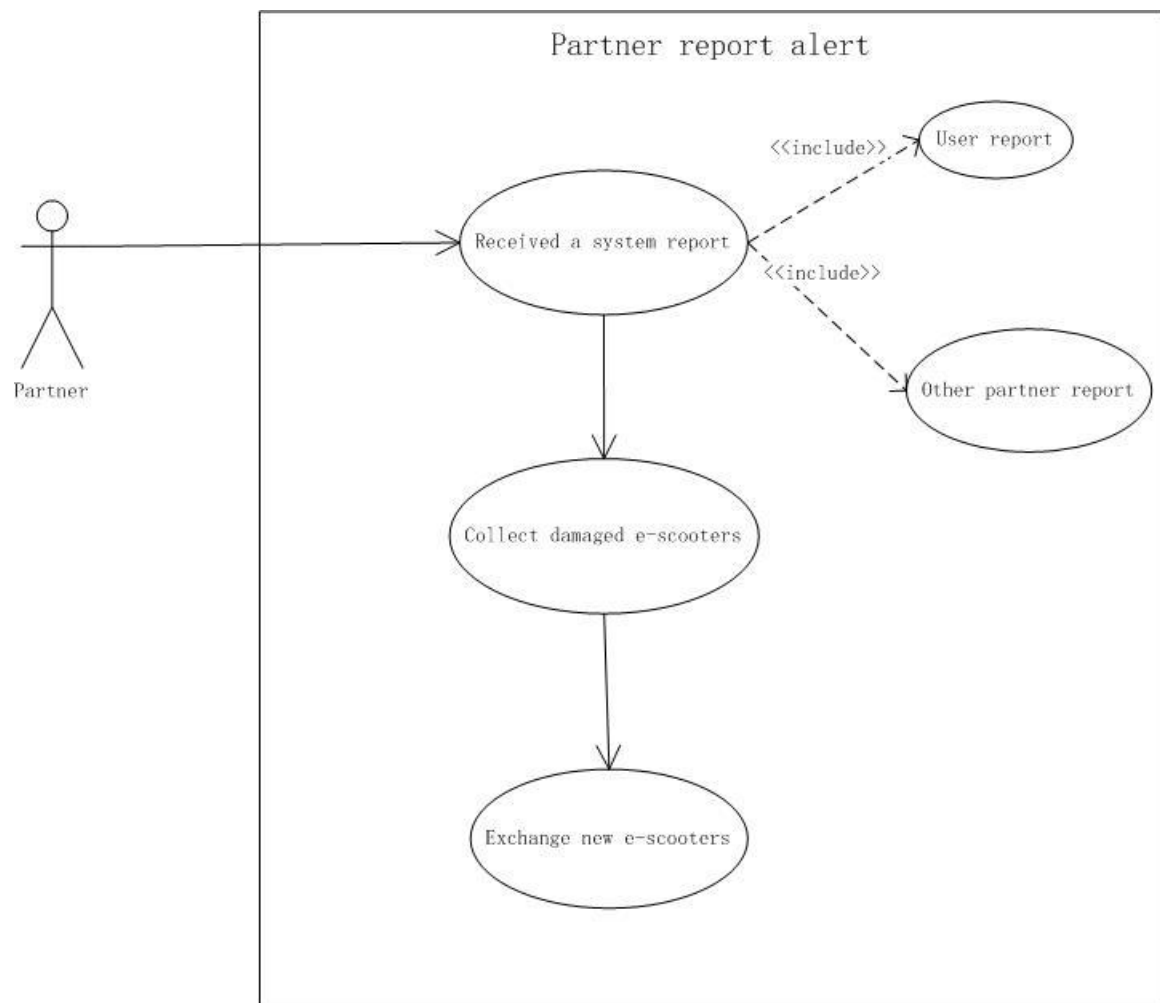 Partner report alert
User report
<<include>>
Received a system report
<<include>>
Partner
Other partner report
Collect damaged e-scooters
Exchange new e-scooters